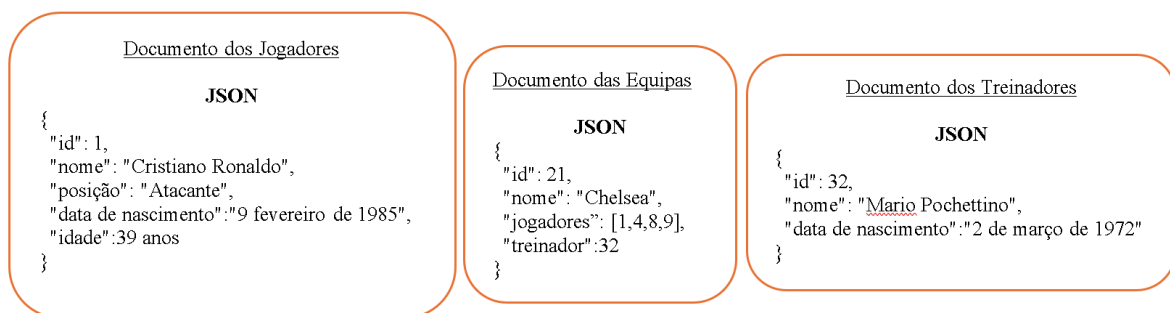 Documento dos Jogadores
JSON
{
"id": 1,
"nome": "Cristiano Ronaldo",
"posição": "Atacante",
"data de nascimento":"9 fevereiro de 1985",
"idade":39 anos
}
Documento das Equipas
JSON
{
"id": 21,
"nome": "Chelsea",
"jogadores”: [1,4,8,9],
"treinador":32
}
Documento dos Treinadores
JSON
{
"id": 32,
"nome": "Mario Pochettino",
"data de nascimento":"2 de março de 1972"
}